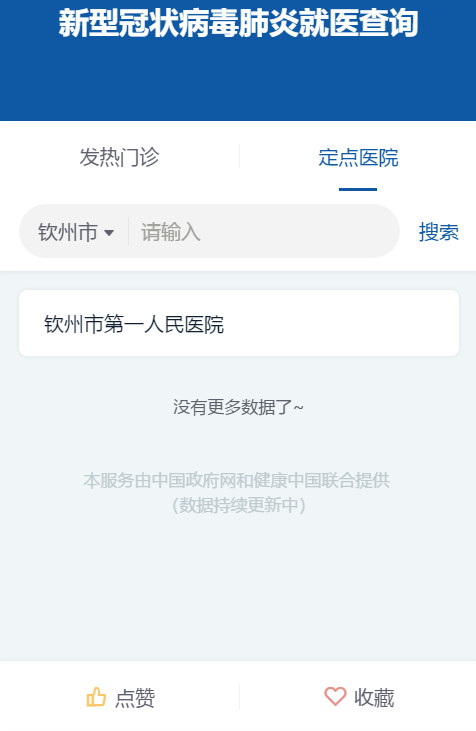 新型冠状病毒肺炎就医查询
发热门诊 定点医院
钦州市 请输入 搜索
钦州市第一人民医院
没有更多数据了~
本服务由中国政府网和健康中国联合提供
（数据持续更新中）
点赞 收藏